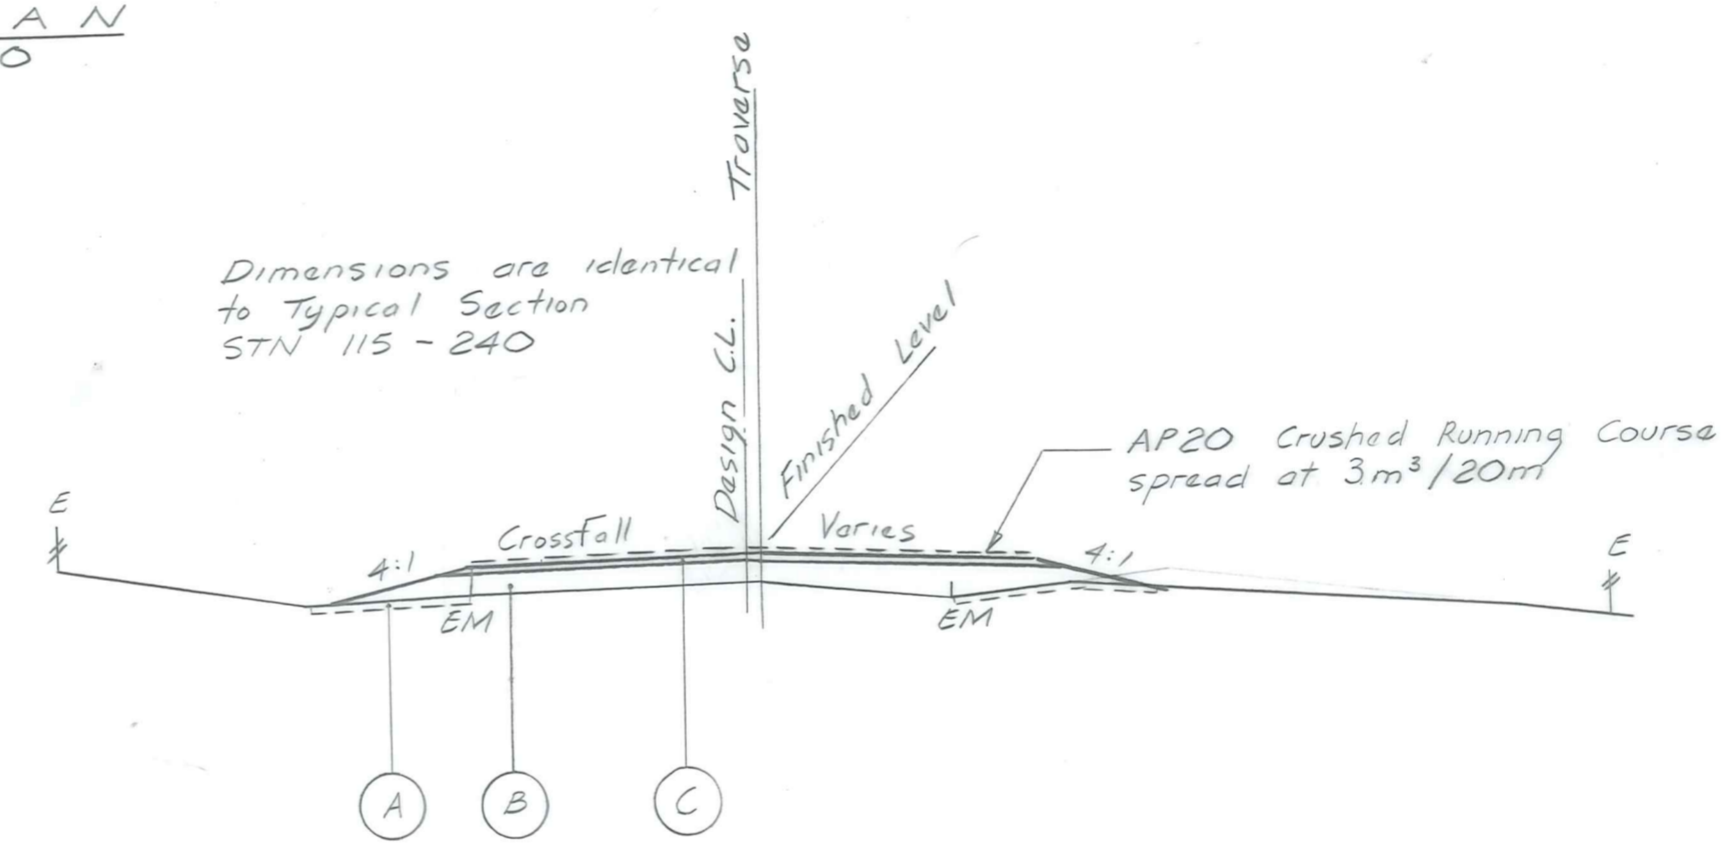 A N
0
Traverse
Dimensions are identical
to Typical Section
STN 115 - 240
Design C.L.
Finished Level
AP20 Crushed Running Course
spread at 3m³/20m
E
Crossfall
Varies
4:1
4:1
E
EM
EM
A
B
C